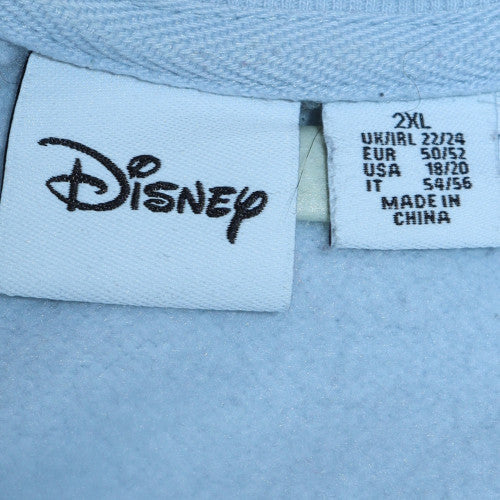 Disney
2XL
UK/IRL 22/24
EUR 50/52
USA 18/20
IT 54/56
MADE IN
CHINA